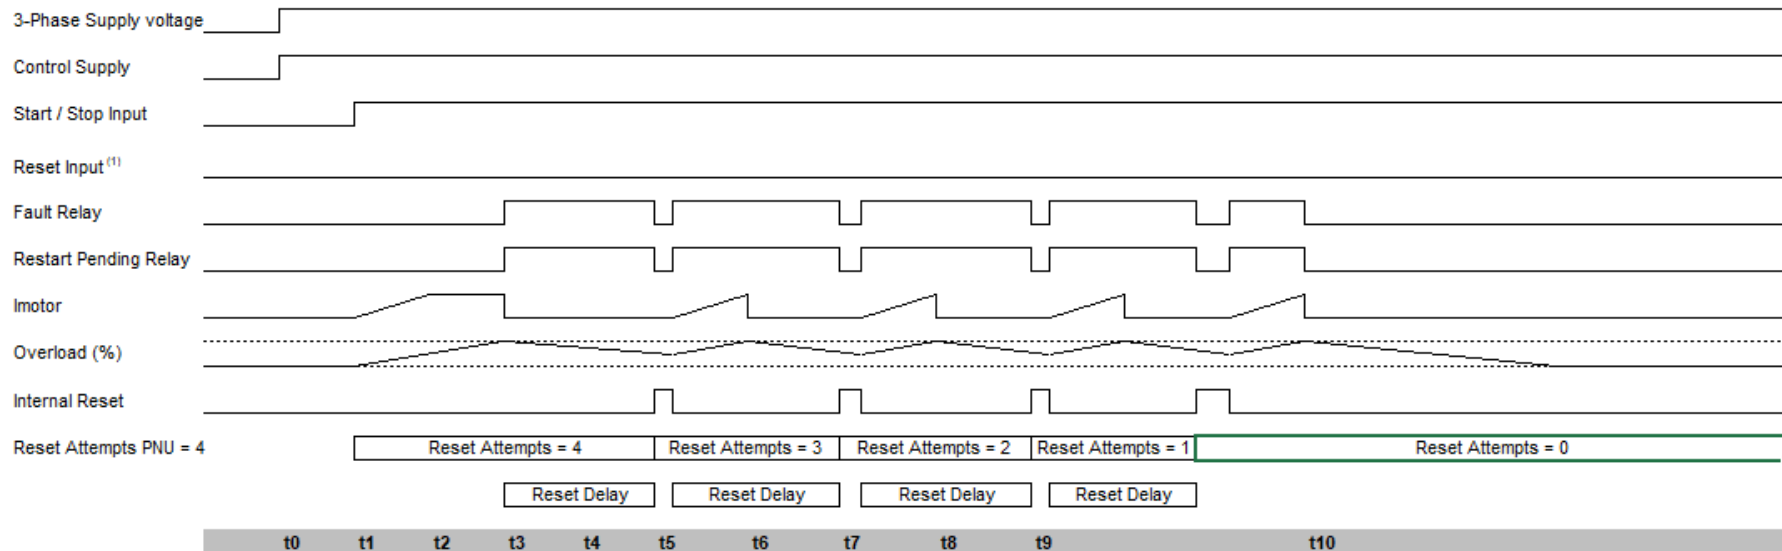 3-Phase Supply voltage
Control Supply
Start / Stop Input
Reset Input (1)
Fault Relay
Restart Pending Relay
Imotor
Overload (%)
Internal Reset
Reset Attempts PNU = 4 Reset Attempts = 4 Reset Attempts = 3 Reset Attempts = 2 Reset Attempts = 1 Reset Attempts = 0
Reset Delay Reset Delay Reset Delay Reset Delay
t0 t1 t2 t3 t4 t5 t6 t7 t8 t9 t10